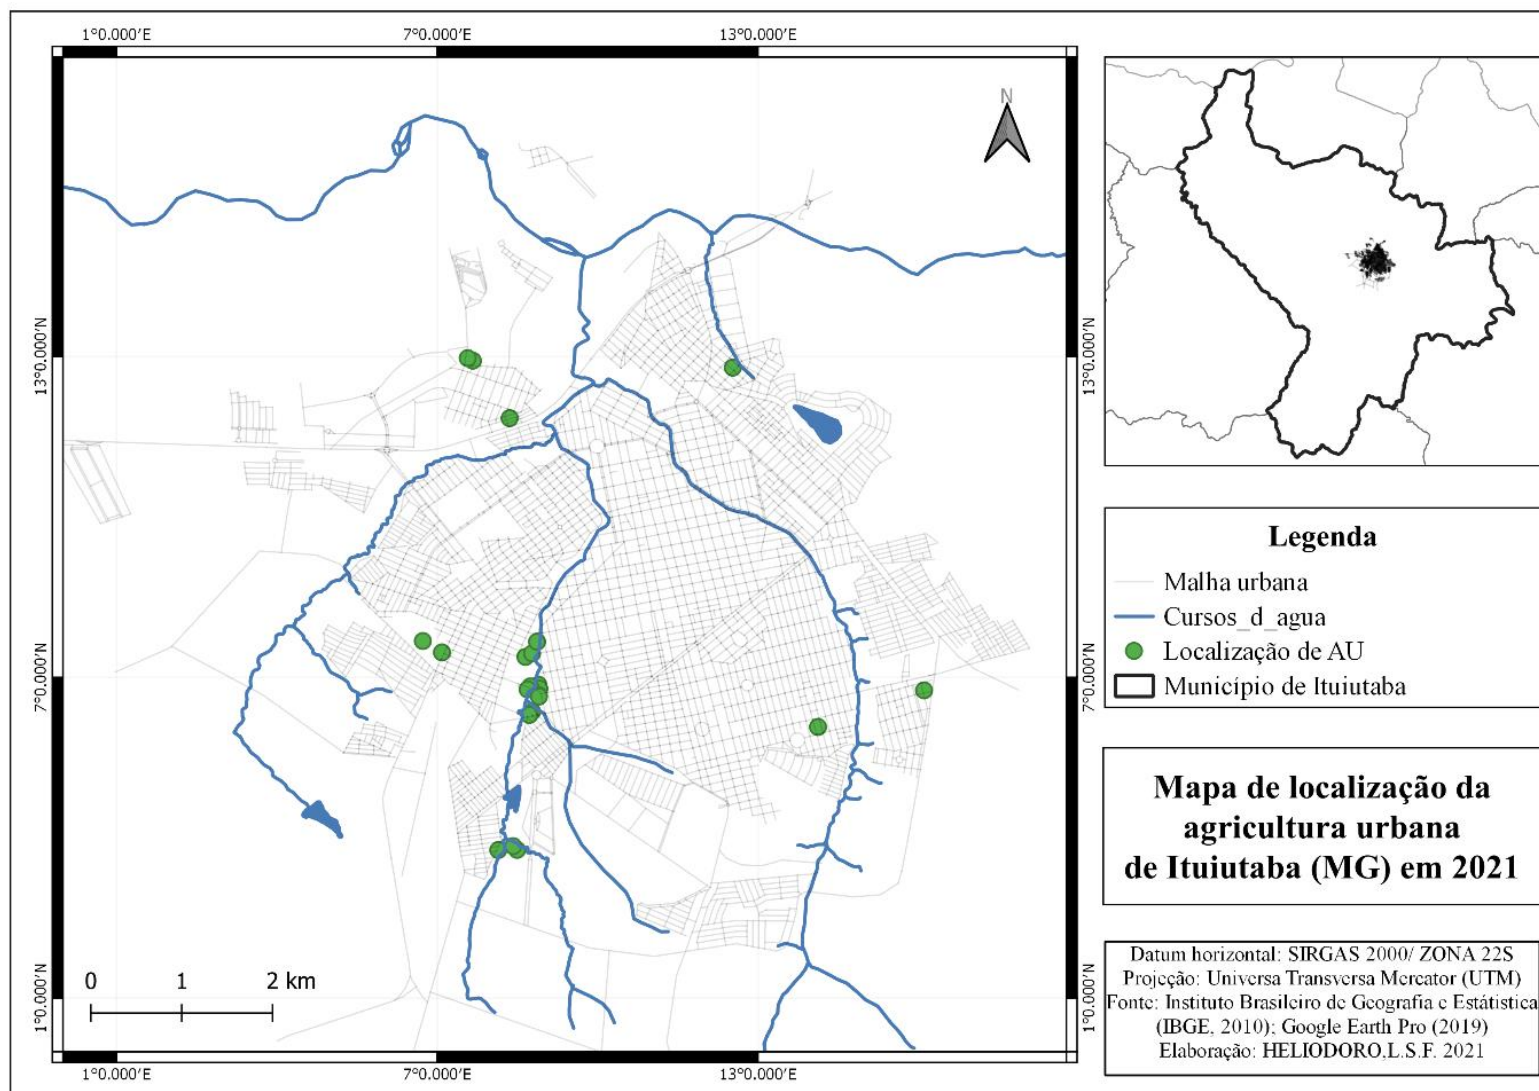 1°0.000′E
7°0.000′E
13°0.000′E
N
13°0.000′N
13°0.000′N
7°0.000′N
7°0.000′N
1°0.000′N
1°0.000′N
0 1 2 km
1°0.000′E
7°0.000′E
13°0.000′E
Legenda
Malha urbana
Cursos_d_agua
Localização de AU
Município de Ituiutaba
Mapa de localização da
agricultura urbana
de Ituiutaba (MG) em 2021
Datum horizontal: SIRGAS 2000/ ZONA 22S
Projeção: Universa Transversa Mercator (UTM)
Fonte: Instituto Brasileiro de Geografia e Estátistica
(IBGE, 2010); Google Earth Pro (2019)
Elaboração: HELIODORO,L.S.F. 2021